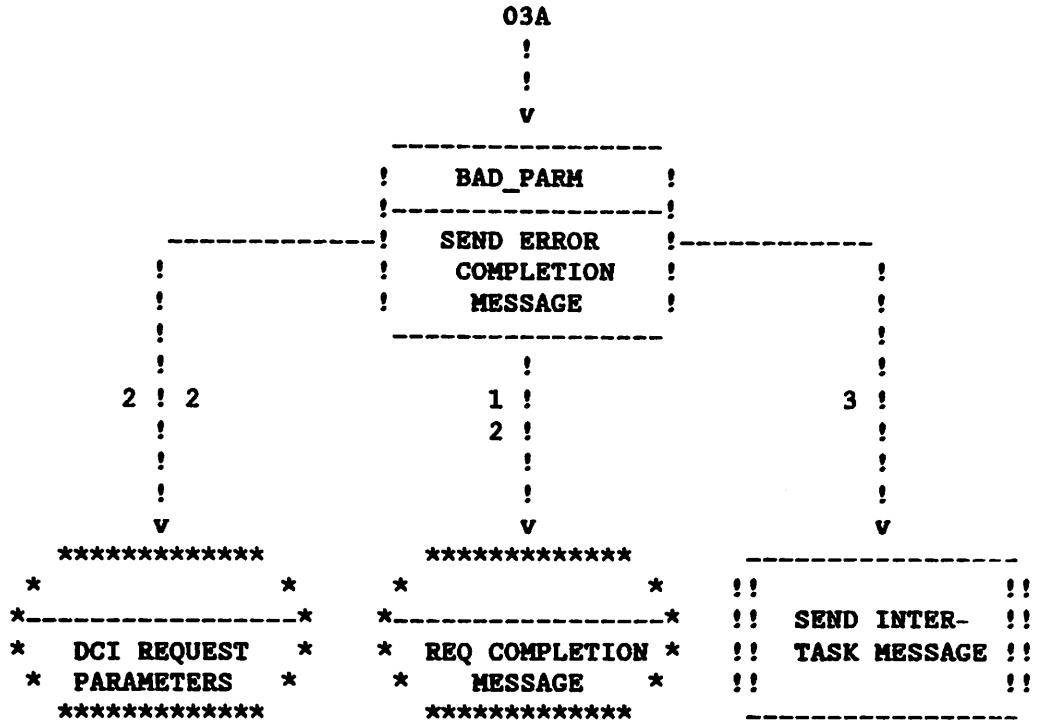 03A
BAD_PARM
SEND ERROR
COMPLETION
MESSAGE
2 2 1 3
2
DCI REQUEST
PARAMETERS
REQ COMPLETION
MESSAGE
SEND INTER-
TASK MESSAGE